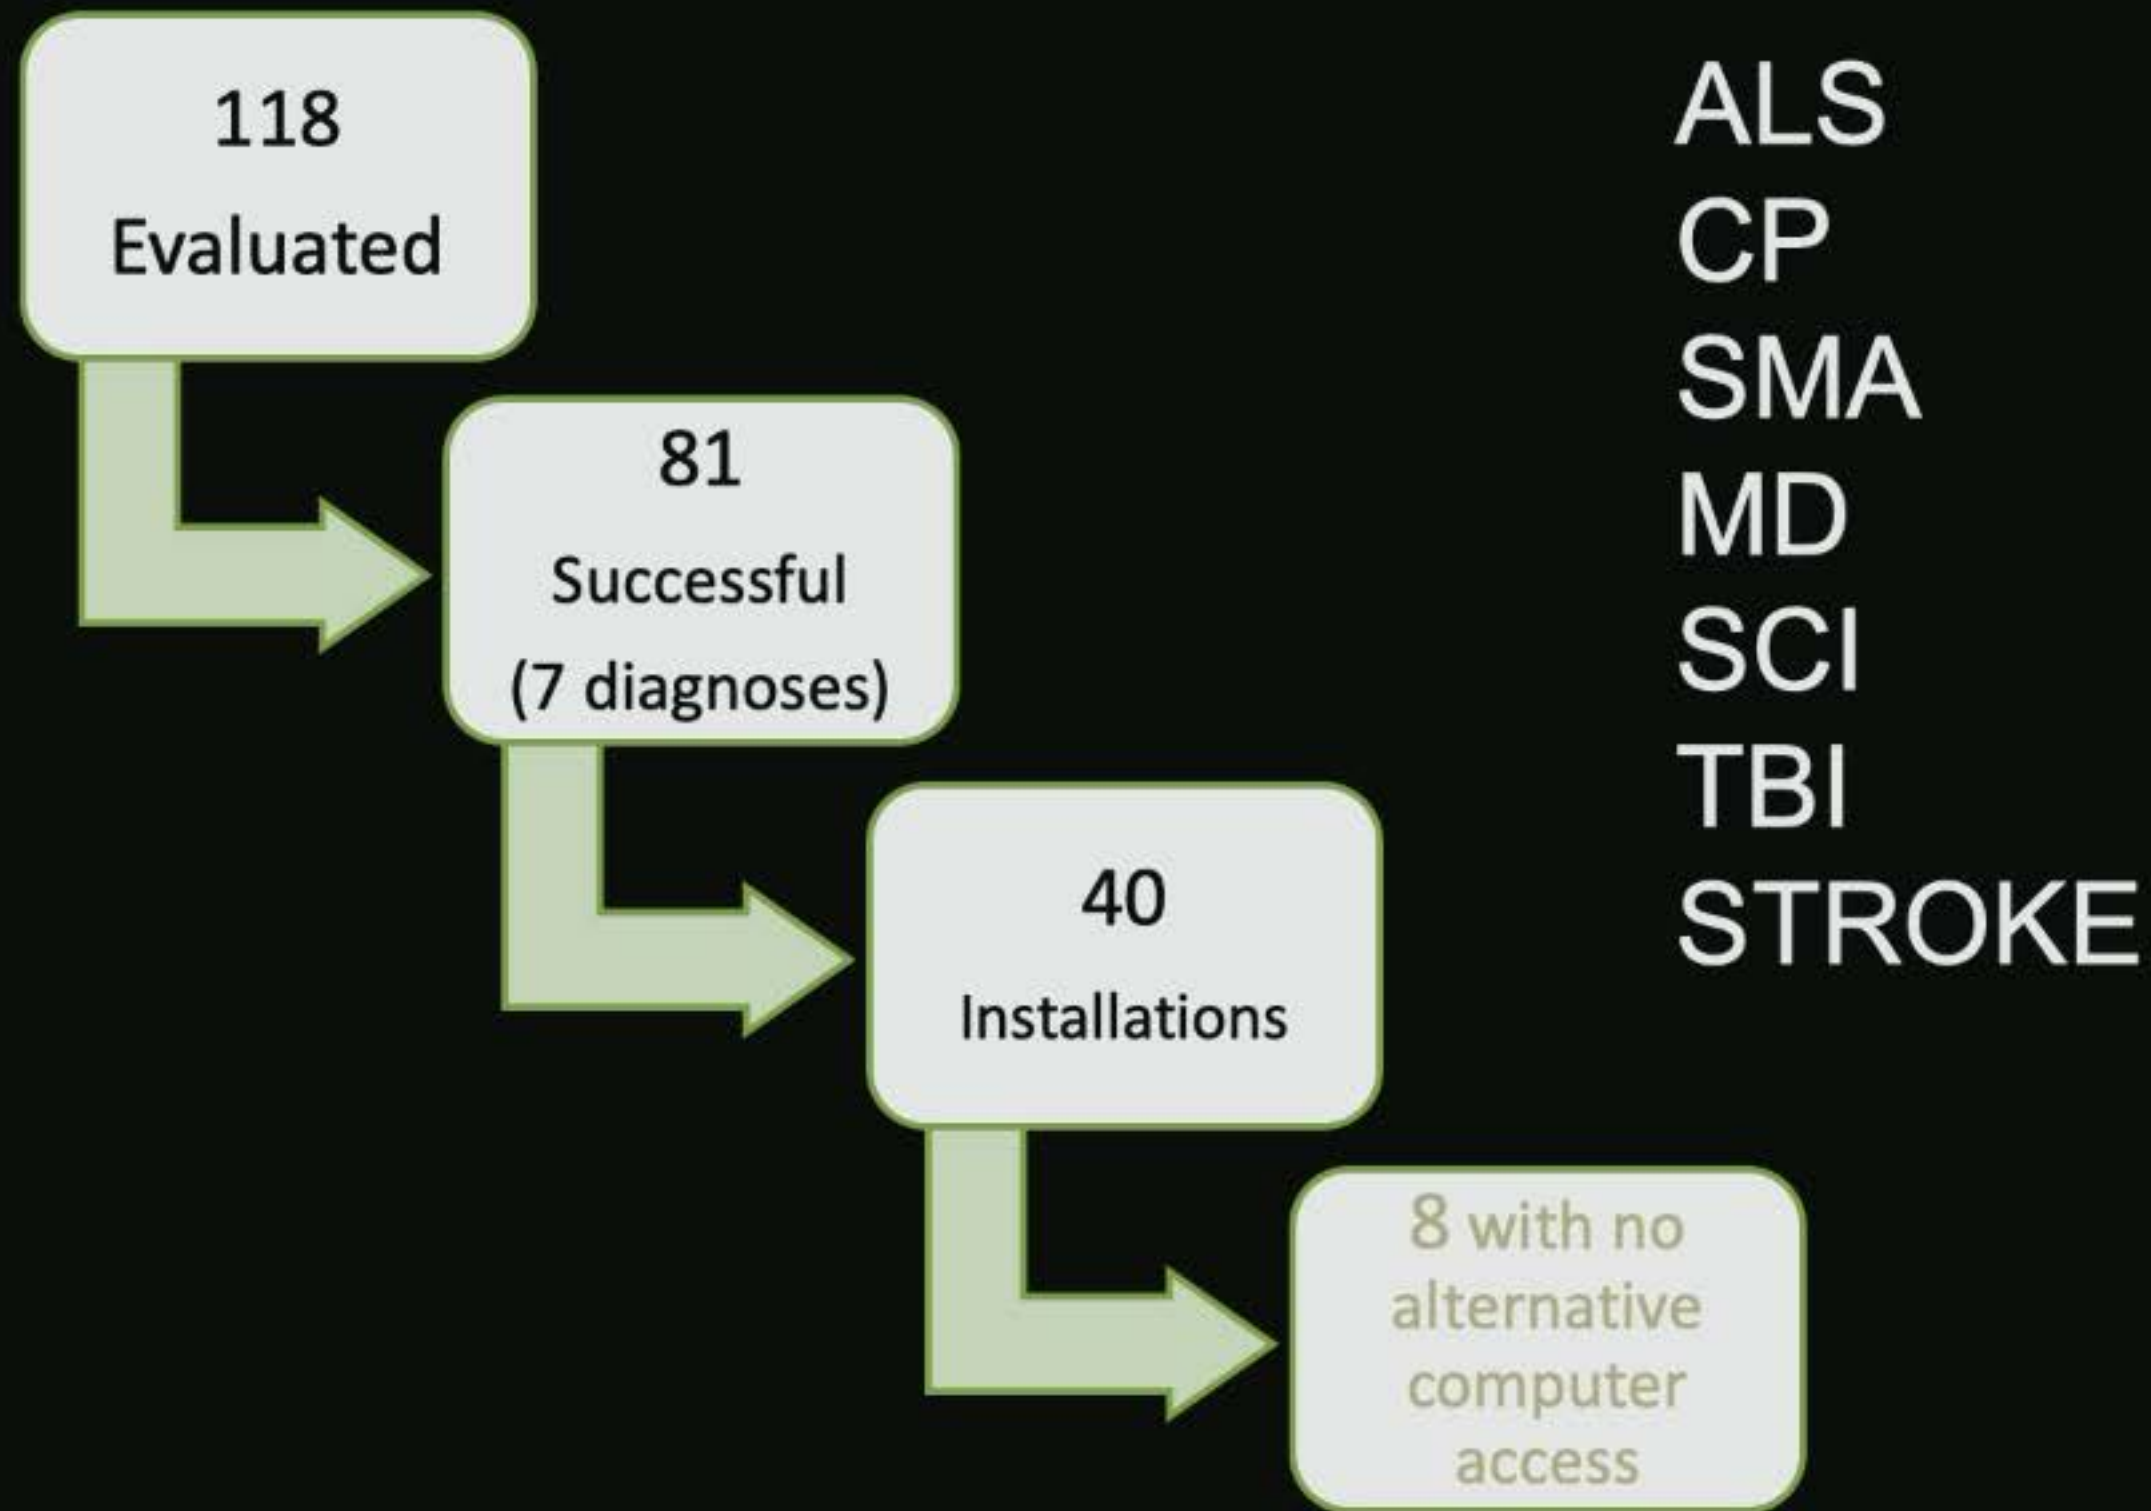 118
Evaluated
81
Successful
(7 diagnoses)
40
Installations
8 with no
alternative
computer
access
ALS
CP
SMA
MD
SCI
TBI
STROKE